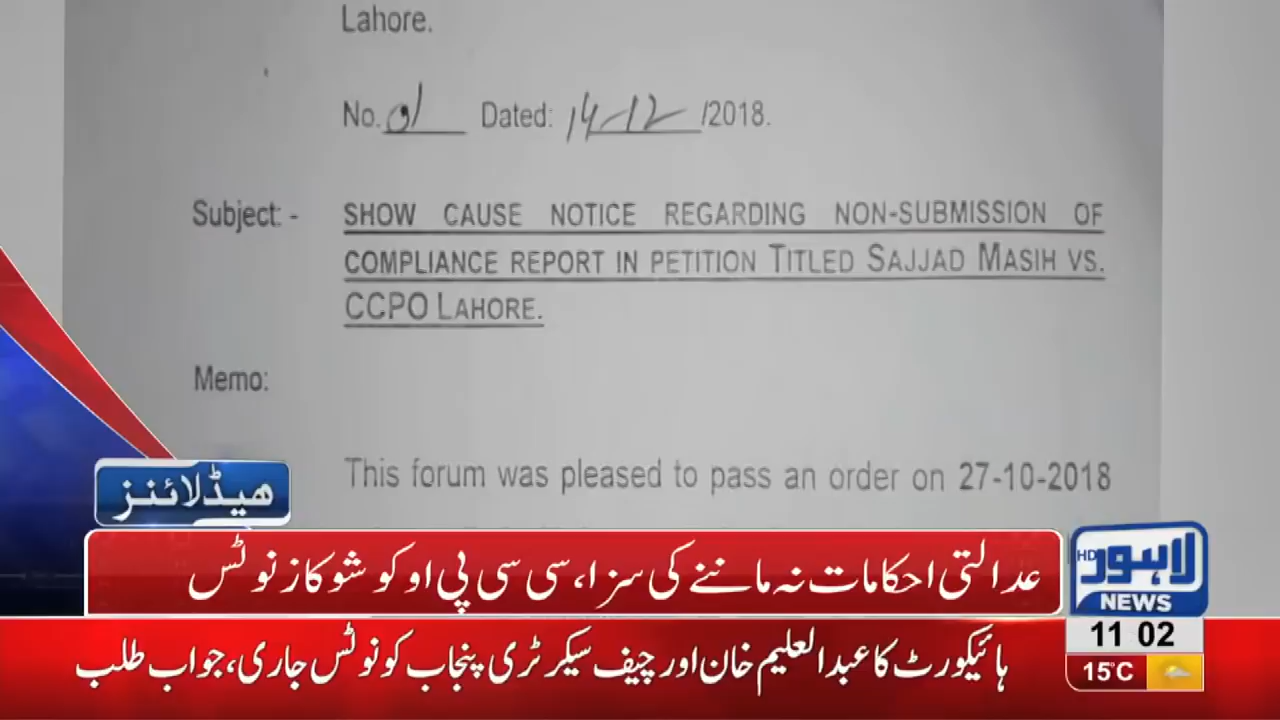 Lahore.
No. 01 Dated: 14-12 /2018.
Subject: - SHOW CAUSE NOTICE REGARDING NON-SUBMISSION OF
COMPLIANCE REPORT IN PETITION TITLED SAJJAD MASIH VS.
CCPO LAHORE.
Memo:
This forum was pleased to pass an order on 27-10-2018
ھیڈلائنز
عدالتی احکامات نہ ماننے کی سزا، سی سی پی او کو شوکاز نوٹس
HD لاہور
NEWS
11 02
15°C
ہائیکورٹ کا عبدالعلیم خان اور چیف سیکرٹری پنجاب کو نوٹس جاری، جواب طلب